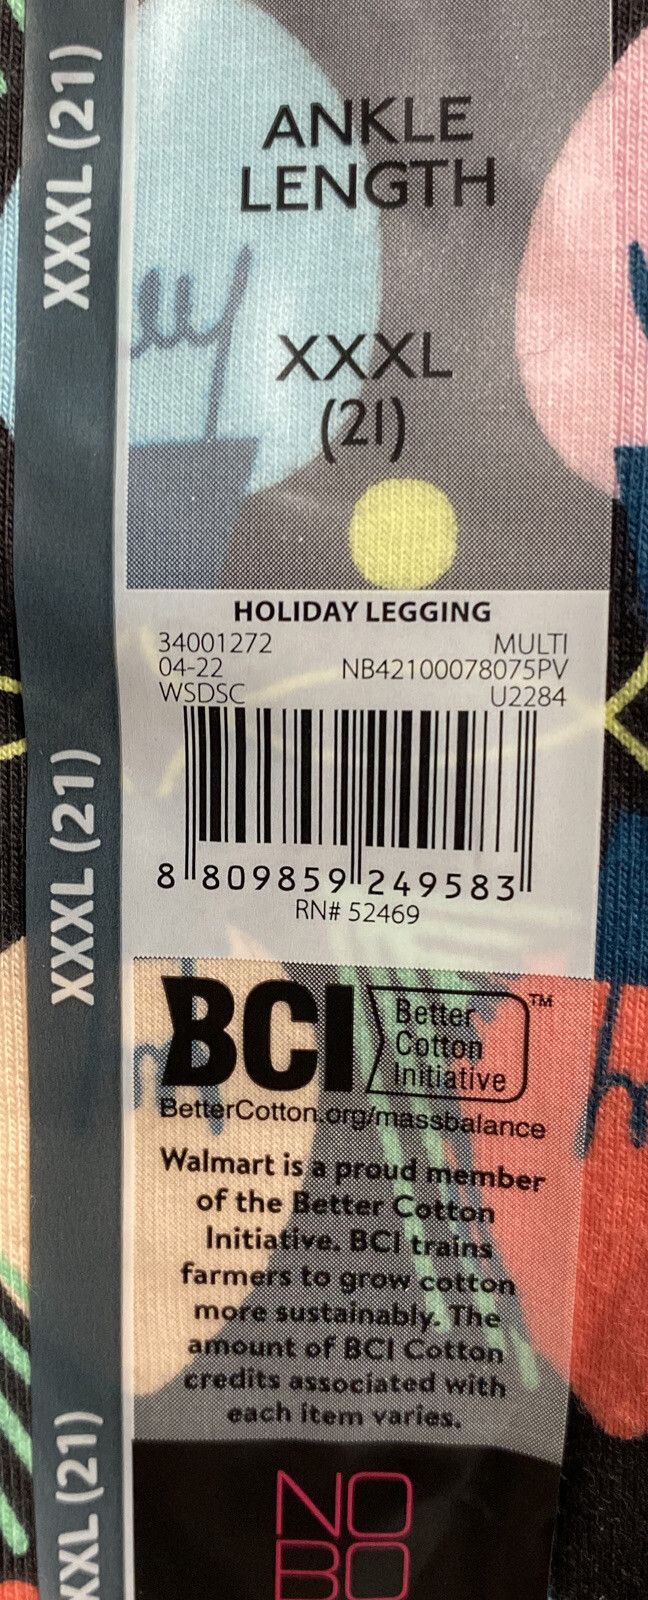 XXXL (21)
ANKLE
LENGTH
XXXL
(21)
HOLIDAY LEGGING
34001272 MULTI
04-22 NB42100078075PV
WSDSC U2284
8 809859 249583
RN# 52469
XXXL (21)
BCI Better
Cotton
Initiative™
BetterCotton.org/massbalance
Walmart is a proud member
of the Better Cotton
Initiative. BCI trains
farmers to grow cotton
more sustainably. The
amount of BCI Cotton
credits associated with
each item varies.
XXL (21)
NO
BO